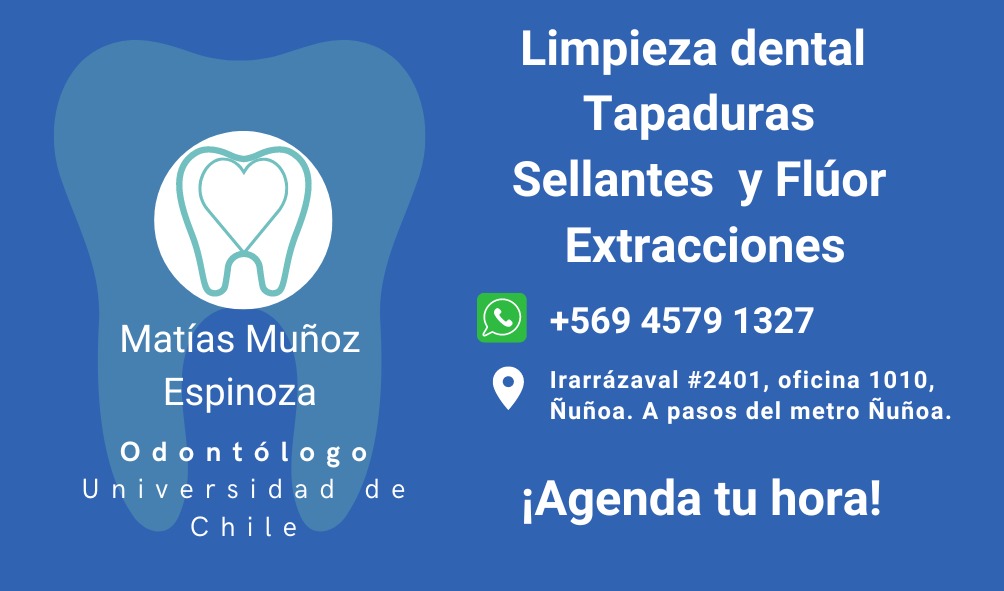 Matías Muñoz
Espinoza
Odontólogo
Universidad de
Chile
Limpieza dental
Tapaduras
Sellantes y Flúor
Extracciones
+569 4579 1327
Irarrázaval #2401, oficina 1010,
Ñuñoa. A pasos del metro Ñuñoa.
¡Agenda tu hora!